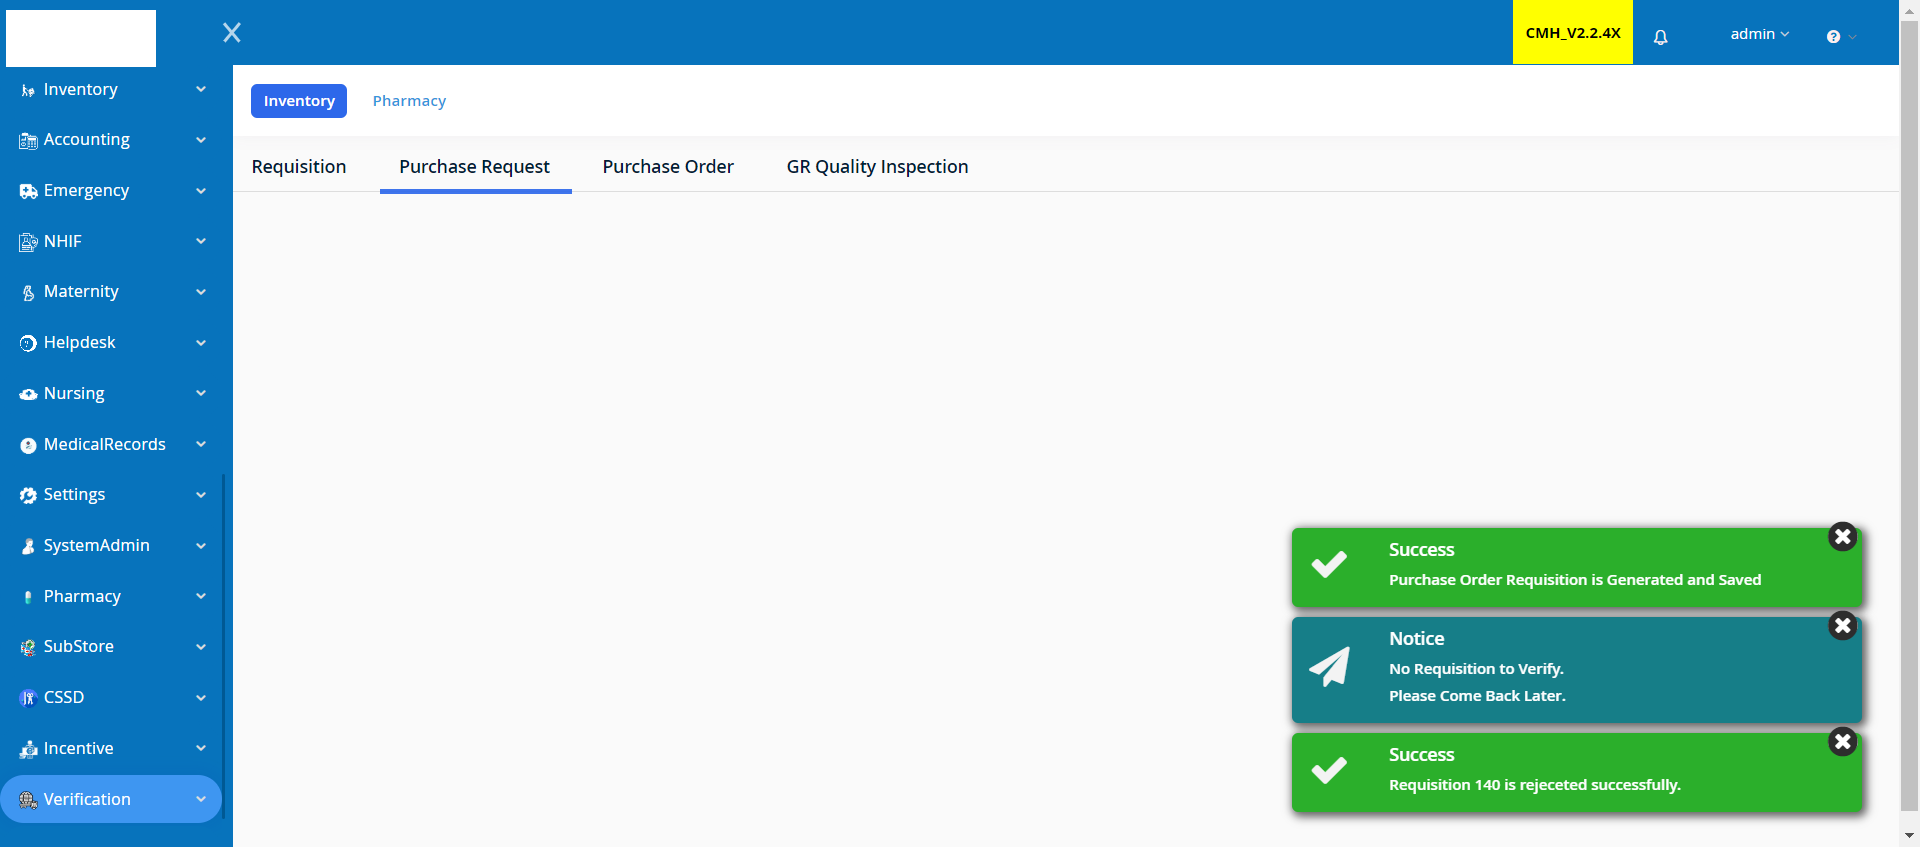 CMH_V2.2.4X
admin
Inventory
Accounting
Emergency
NHIF
Maternity
Helpdesk
Nursing
MedicalRecords
Settings
SystemAdmin
Pharmacy
SubStore
CSSD
Incentive
Verification
Inventory
Pharmacy
Requisition
Purchase Request
Purchase Order
GR Quality Inspection
Success
Purchase Order Requisition is Generated and Saved
Notice
No Requisition to Verify.
Please Come Back Later.
Success
Requisition 140 is rejeceted successfully.